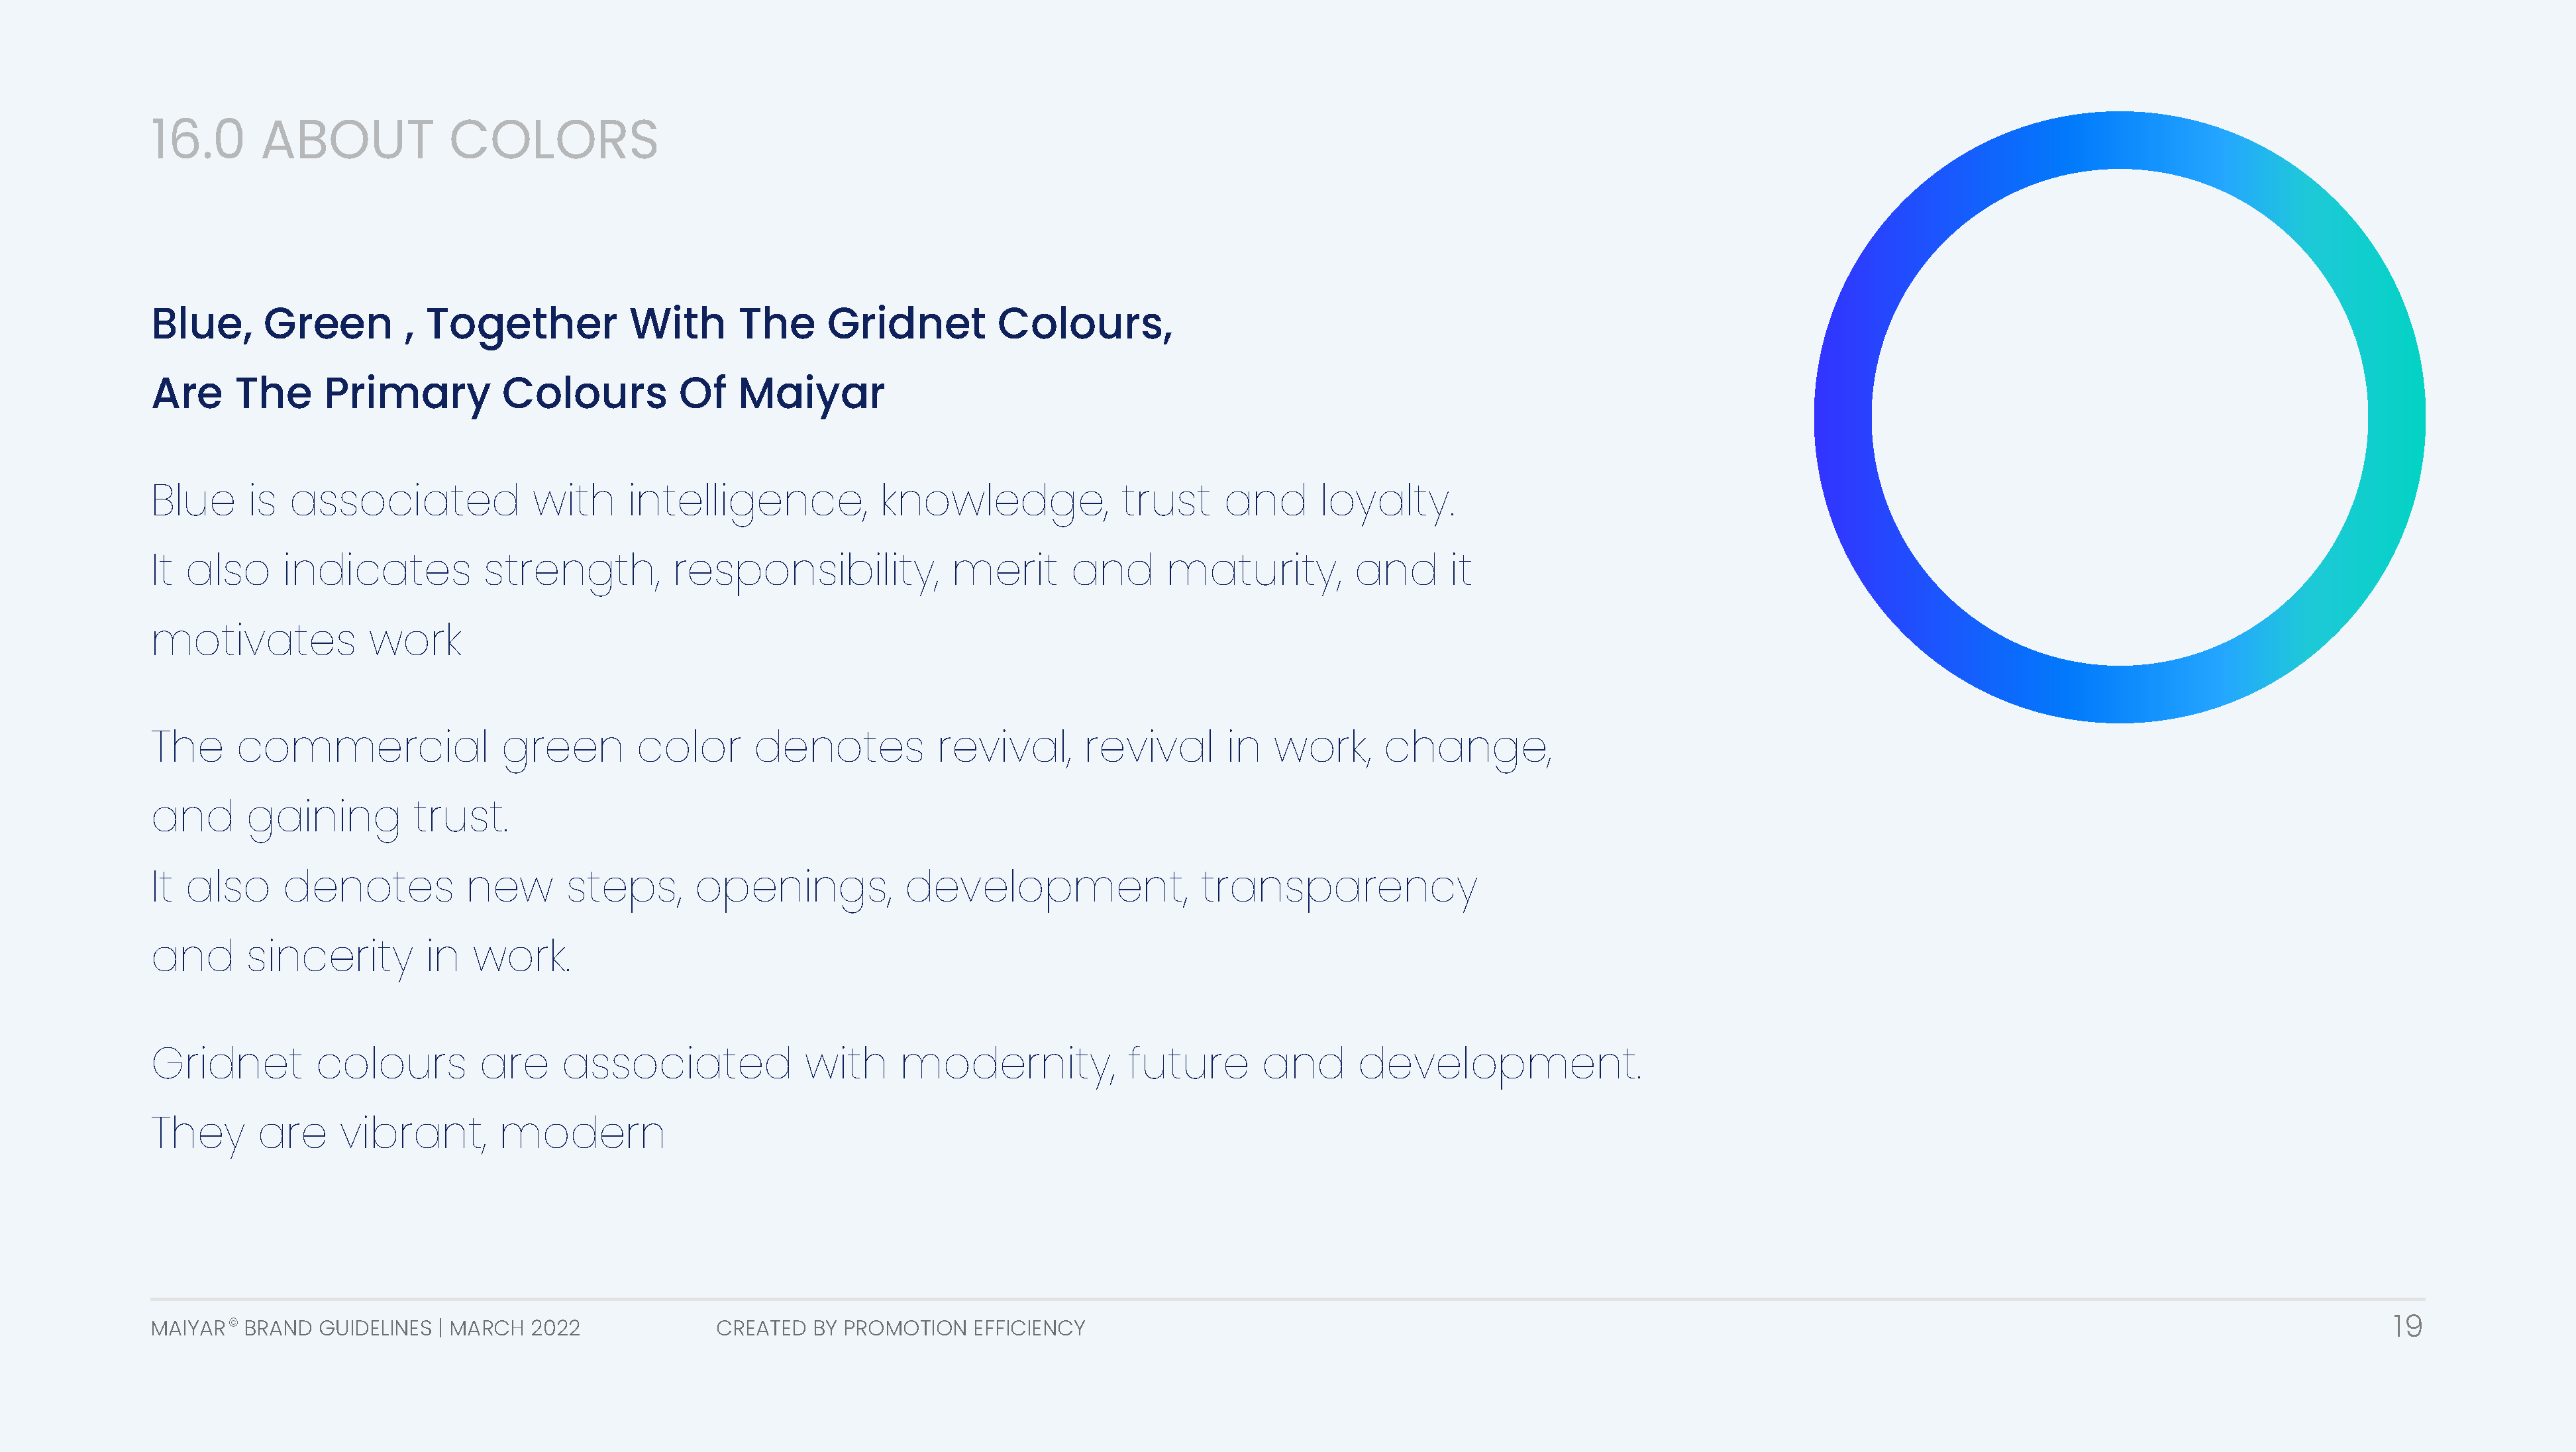 16.0 ABOUT COLORS
Blue, Green , Together With The Gridnet Colours,
Are The Primary Colours Of Maiyar
Blue is associated with intelligence, knowledge, trust and loyalty.
It also indicates strength, responsibility, merit and maturity, and it
motivates work
The commercial green color denotes revival, revival in work, change,
and gaining trust.
It also denotes new steps, openings, development, transparency
and sincerity in work.
Gridnet colours are associated with modernity, future and development.
They are vibrant, modern
MAIYAR© BRAND GUIDELINES | MARCH 2022 CREATED BY PROMOTION EFFICIENCY 19